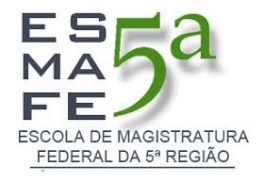 ES
MA
FE
5ª
ESCOLA DE MAGISTRATURA
FEDERAL DA 5ª REGIÃO